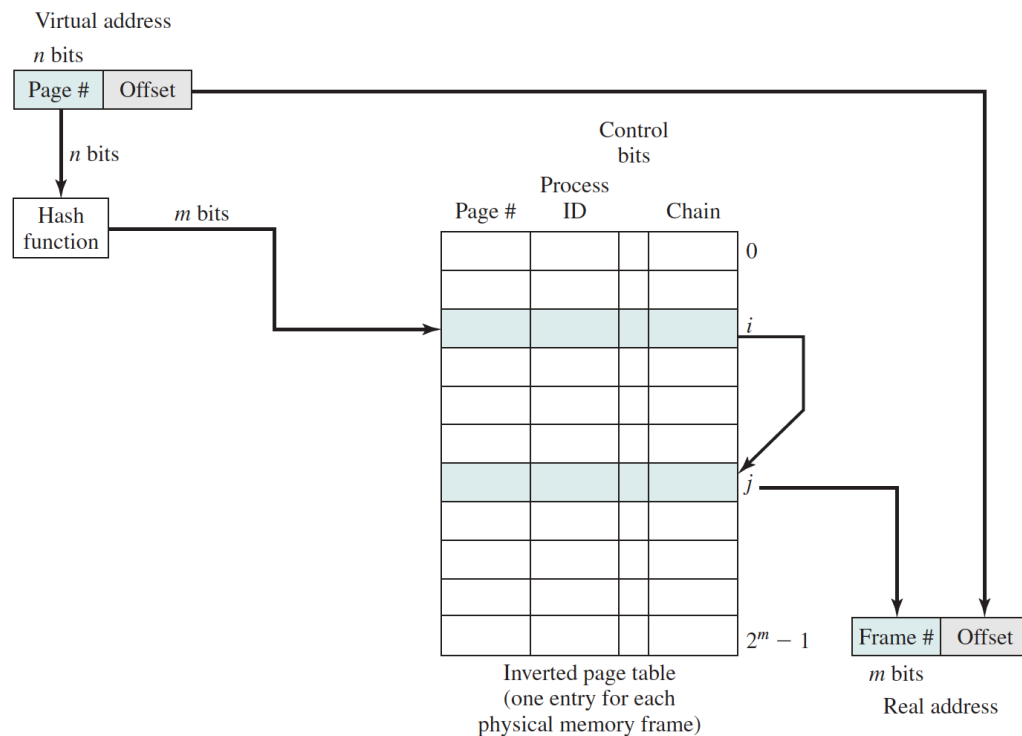 Virtual address
n bits
Page # Offset
n bits
Hash
function
m bits
Control
bits
Process
Page # ID Chain
0
i
j
2^m − 1
Inverted page table
(one entry for each
physical memory frame)
Frame # Offset
m bits
Real address